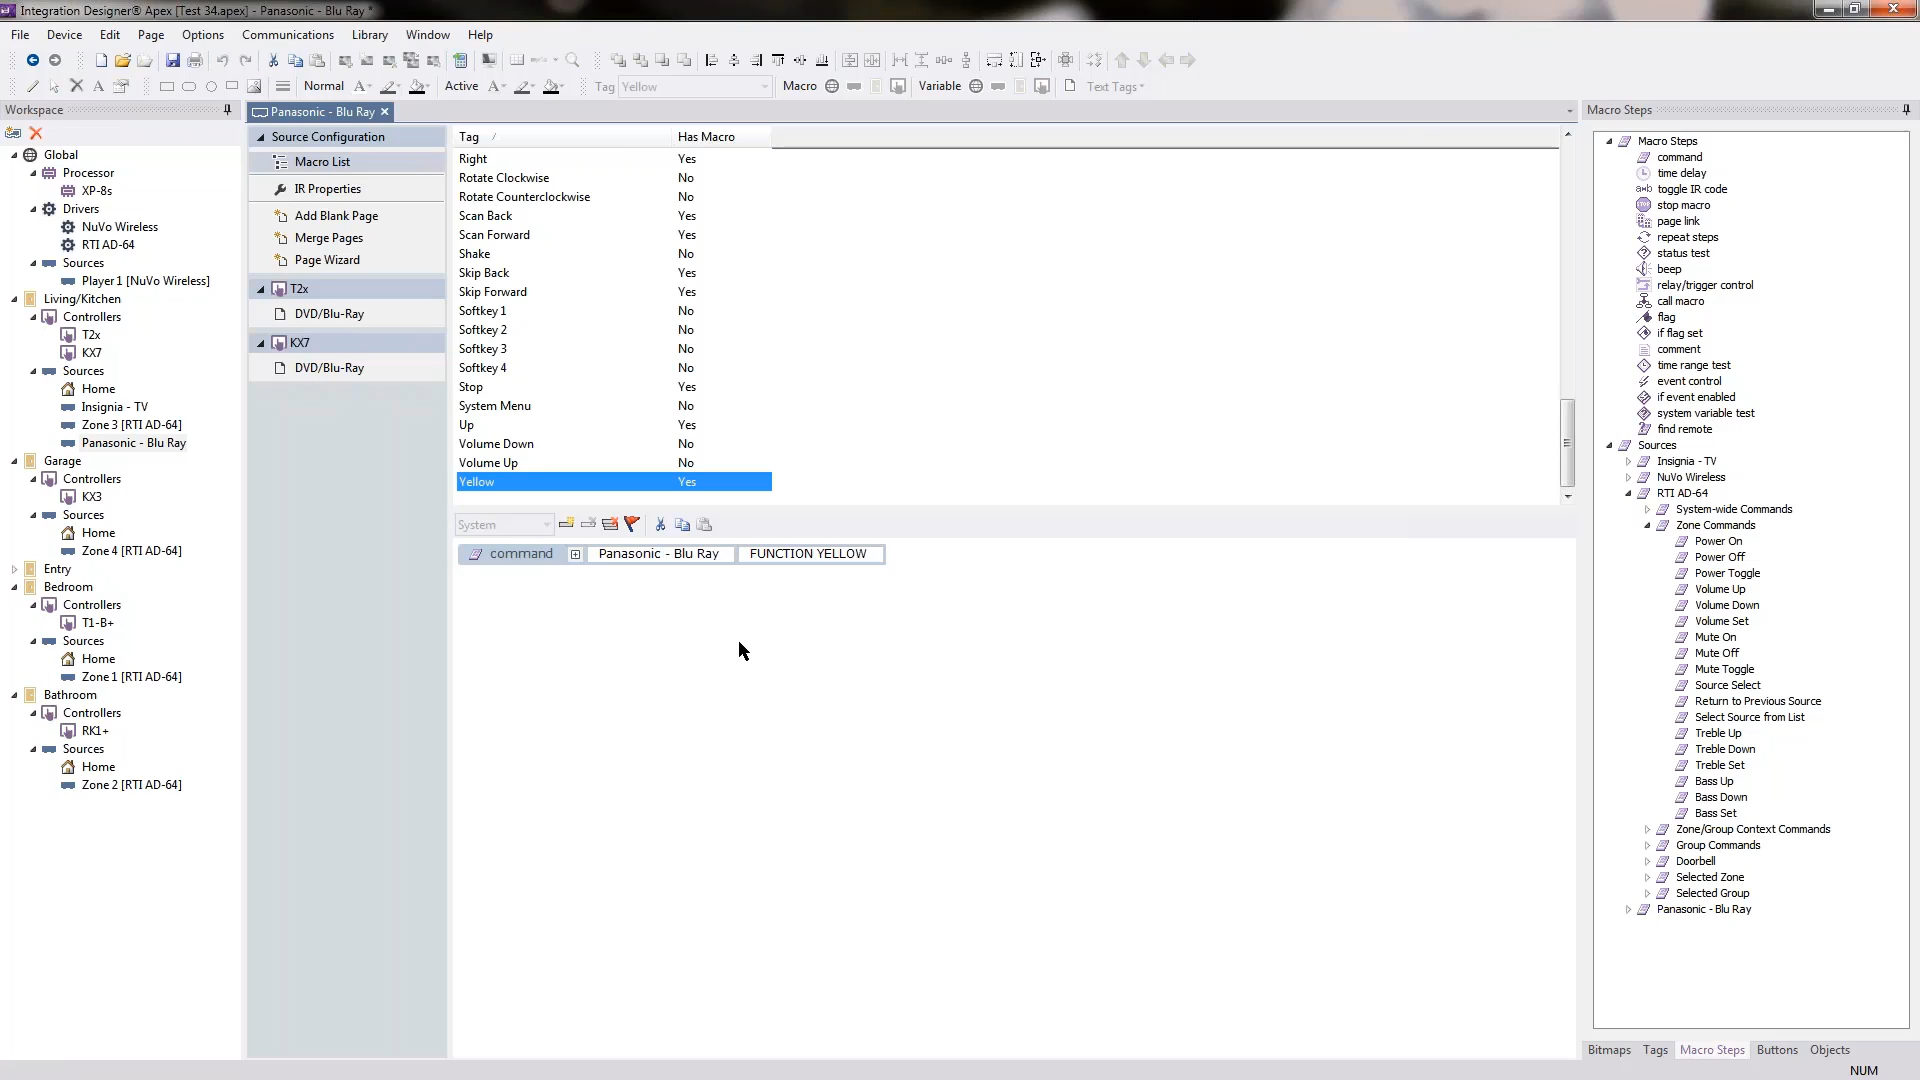 Integration Designer® Apex [Test 34.apex] - Panasonic - Blu Ray *
File Device Edit Page Options Communications Library Window Help
Normal Active Tag Yellow Macro Variable Text Tags
Workspace
Global
Processor
XP-8s
Drivers
NuVo Wireless
RTI AD-64
Sources
Player 1 [NuVo Wireless]
Living/Kitchen
Controllers
T2x
KX7
Sources
Home
Insignia - TV
Zone 3 [RTI AD-64]
Panasonic - Blu Ray
Garage
Controllers
KX3
Sources
Home
Zone 4 [RTI AD-64]
Entry
Bedroom
Controllers
T1-B+
Sources
Home
Zone 1 [RTI AD-64]
Bathroom
Controllers
RK1+
Sources
Home
Zone 2 [RTI AD-64]
Panasonic - Blu Ray
Source Configuration
Macro List
IR Properties
Add Blank Page
Merge Pages
Page Wizard
T2x
DVD/Blu-Ray
KX7
DVD/Blu-Ray
Tag Has Macro
Right Yes
Rotate Clockwise No
Rotate Counterclockwise No
Scan Back Yes
Scan Forward Yes
Shake No
Skip Back Yes
Skip Forward Yes
Softkey 1 No
Softkey 2 No
Softkey 3 No
Softkey 4 No
Stop Yes
System Menu No
Up Yes
Volume Down No
Volume Up No
Yellow Yes
System
command Panasonic - Blu Ray FUNCTION YELLOW
Macro Steps
Macro Steps
command
time delay
toggle IR code
stop macro
page link
repeat steps
status test
beep
relay/trigger control
call macro
flag
if flag set
comment
time range test
event control
if event enabled
system variable test
find remote
Sources
Insignia - TV
NuVo Wireless
RTI AD-64
System-wide Commands
Zone Commands
Power On
Power Off
Power Toggle
Volume Up
Volume Down
Volume Set
Mute On
Mute Off
Mute Toggle
Source Select
Return to Previous Source
Select Source from List
Treble Up
Treble Down
Treble Set
Bass Up
Bass Down
Bass Set
Zone/Group Context Commands
Group Commands
Doorbell
Selected Zone
Selected Group
Panasonic - Blu Ray
Bitmaps Tags Macro Steps Buttons Objects
NUM